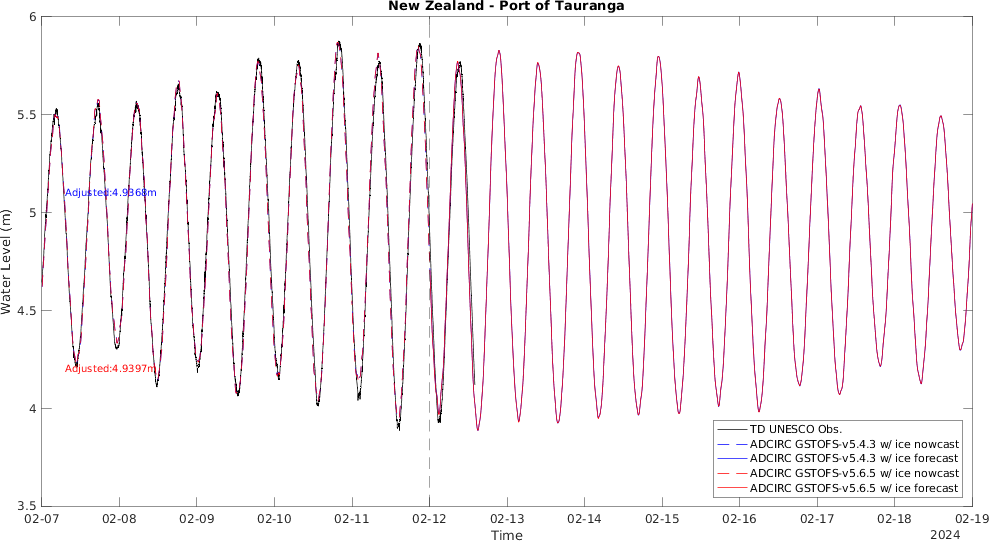 New Zealand - Port of Tauranga
6
5.5
5
4.5
4
3.5
Water Level (m)
Adjusted:4.9368m
Adjusted:4.9397m
TD UNESCO Obs.
ADCIRC GSTOFS-v5.4.3 w/ ice nowcast
ADCIRC GSTOFS-v5.4.3 w/ ice forecast
ADCIRC GSTOFS-v5.6.5 w/ ice nowcast
ADCIRC GSTOFS-v5.6.5 w/ ice forecast
02-07 02-08 02-09 02-10 02-11 02-12 02-13 02-14 02-15 02-16 02-17 02-18 02-19
Time
2024